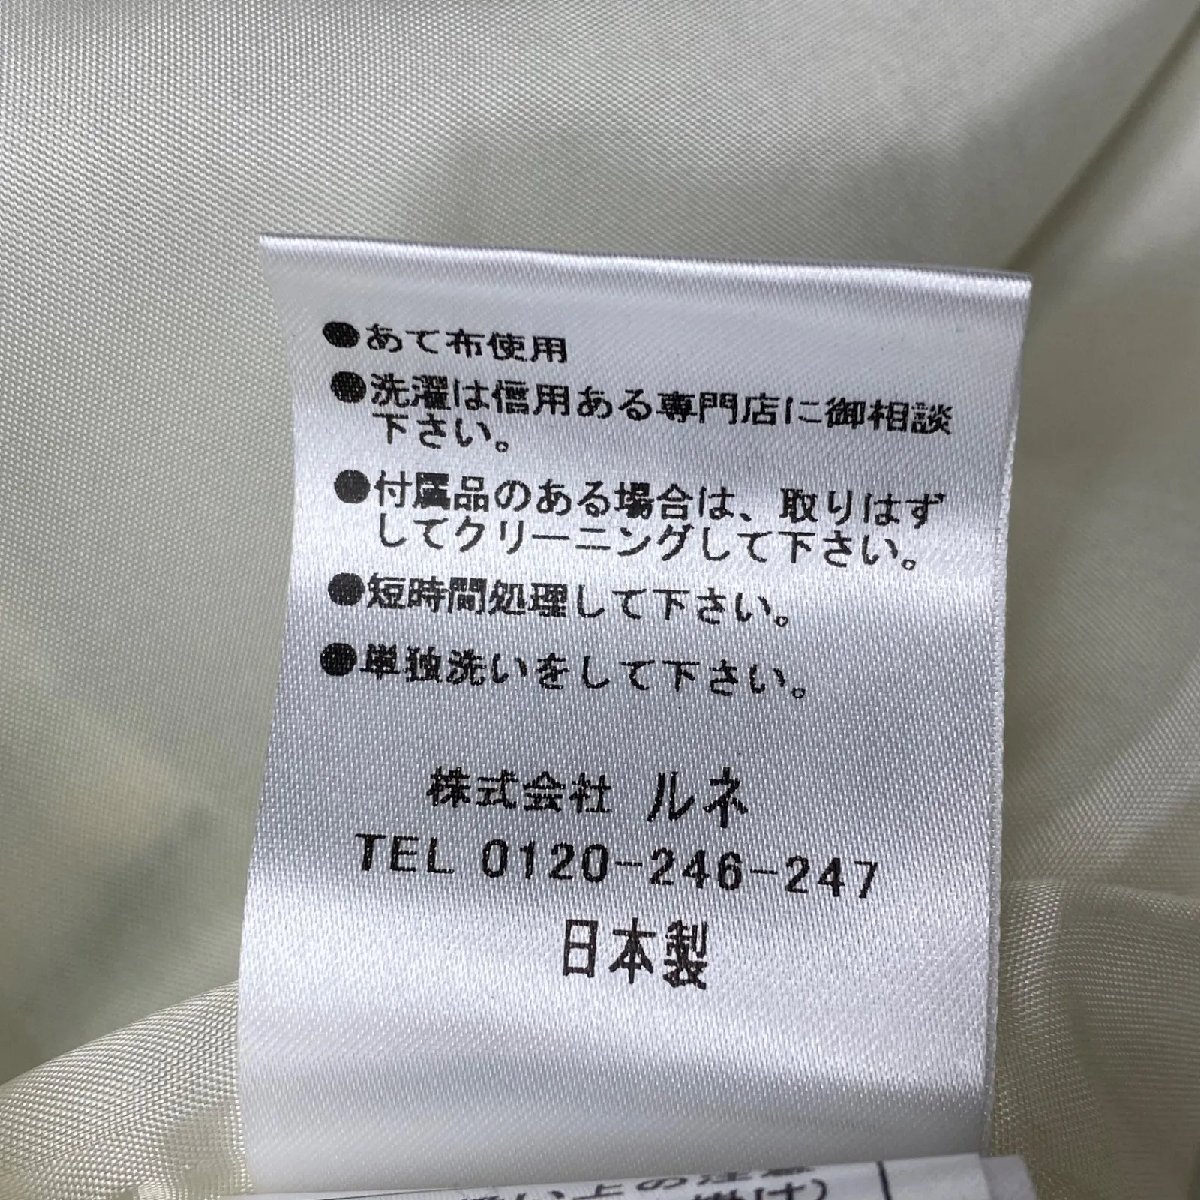 ●あて布使用
●洗濯は信用ある専門店に御相談
下さい。
●付属品のある場合は、取りはず
してクリーニングして下さい。
●短時間処理して下さい。
●単独洗いをして下さい。
株式会社 ルネ
TEL 0120-246-247
日本製